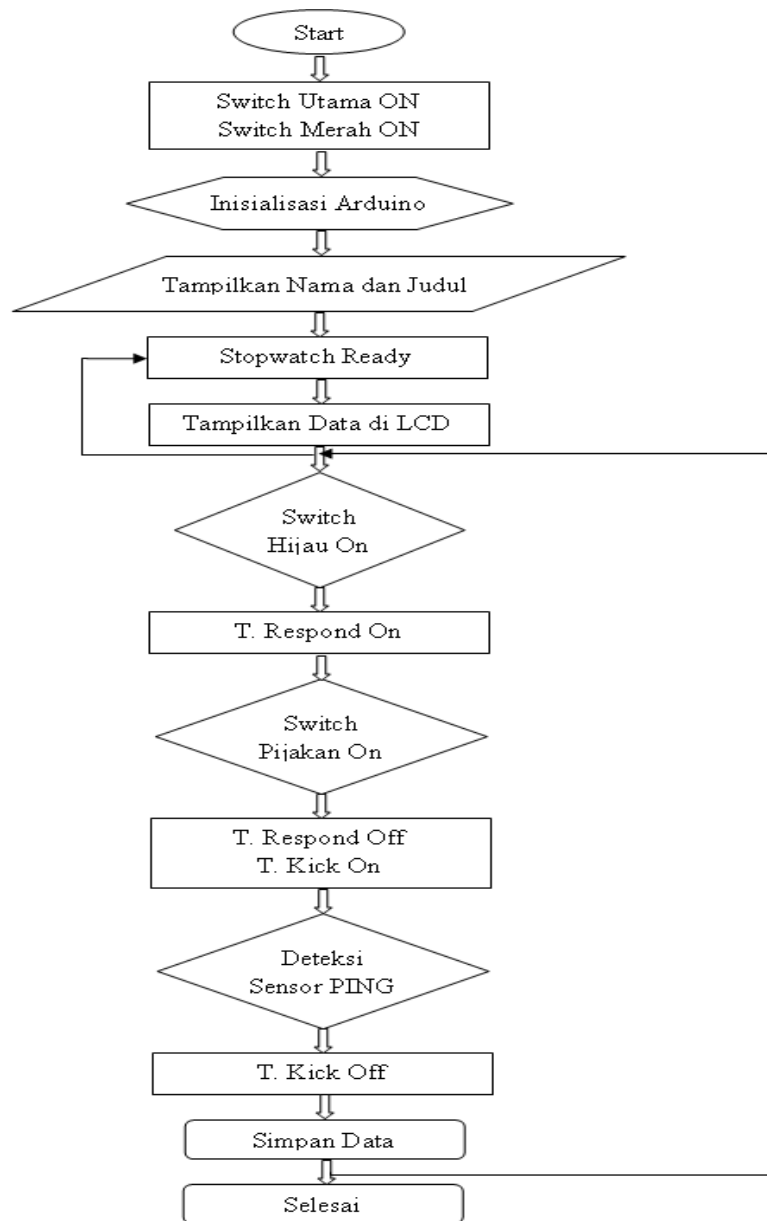 Start
Switch Utama ON
Switch Merah ON
Inisialisasi Arduino
Tampilkan Nama dan Judul
Stopwatch Ready
Tampilkan Data di LCD
Switch
Hijau On
T. Respond On
Switch
Pijakan On
T. Respond Off
T. Kick On
Deteksi
Sensor PING
T. Kick Off
Simpan Data
Selesai